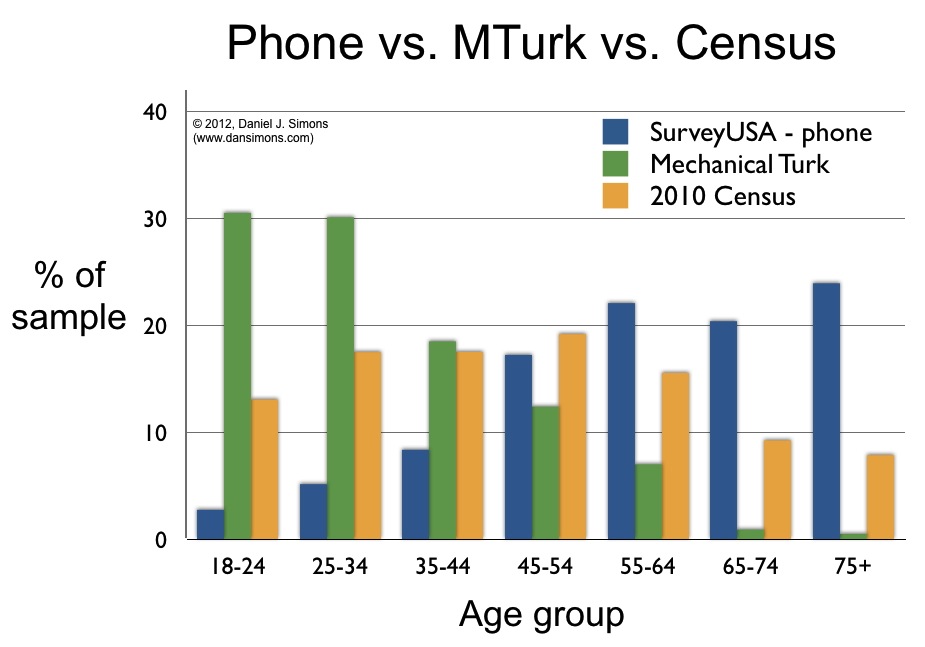 Phone vs. MTurk vs. Census
40
© 2012, Daniel J. Simons
(www.dansimons.com)
SurveyUSA - phone
Mechanical Turk
2010 Census
30
% of
sample
20
10
0
18-24 25-34 35-44 45-54 55-64 65-74 75+
Age group